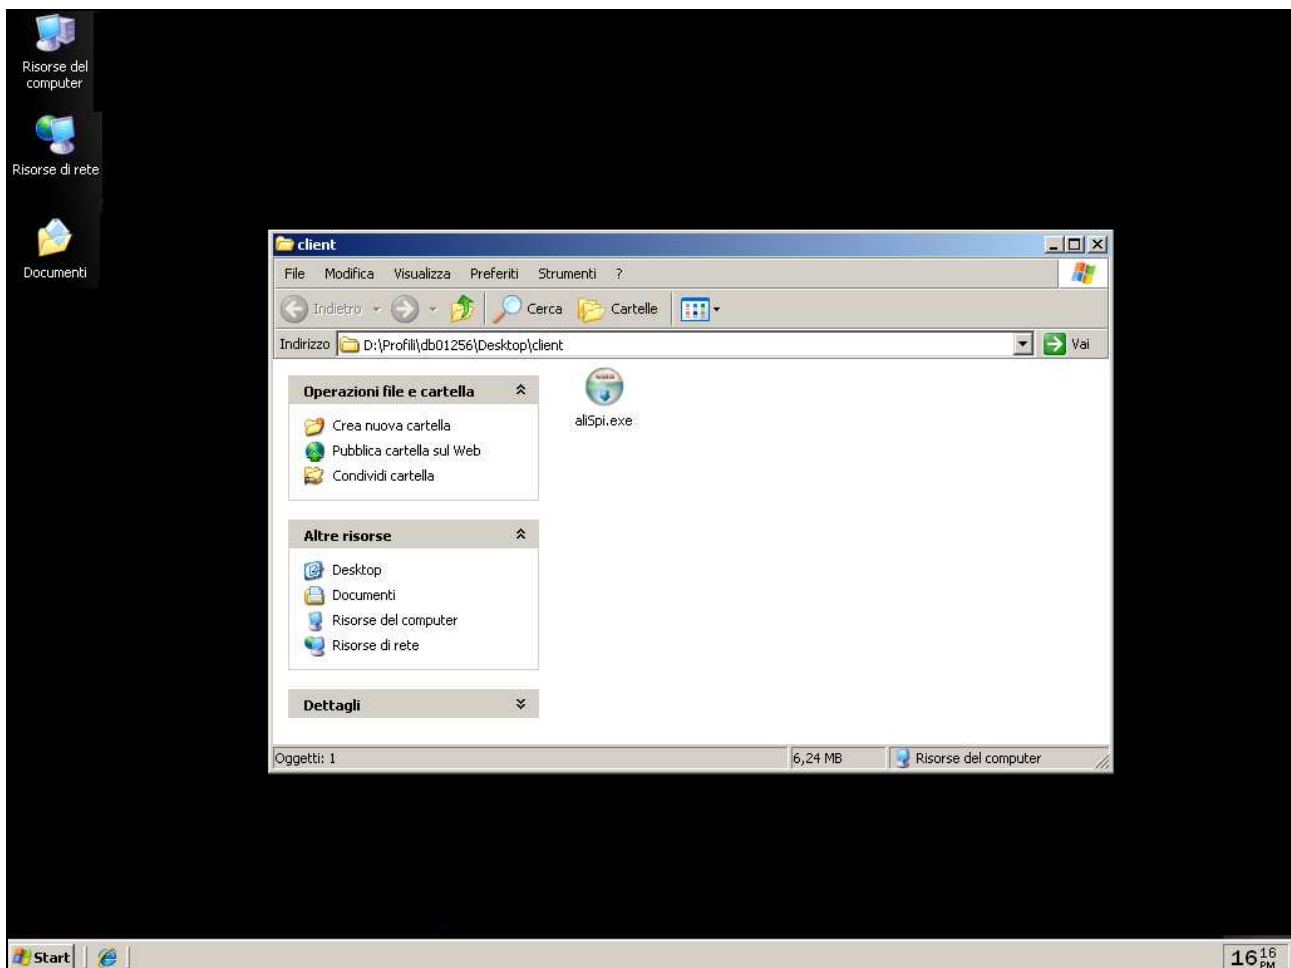 Risorse del
computer
Risorse di rete
Documenti
client
File Modifica Visualizza Preferiti Strumenti ?
Indietro Cerca Cartelle
Indirizzo D:\Profili\db01256\Desktop\client Vai
Operazioni file e cartella
Crea nuova cartella
Pubblica cartella sul Web
Condividi cartella
Altre risorse
Desktop
Documenti
Risorse del computer
Risorse di rete
Dettagli
aliSpi.exe
Oggetti: 1 6,24 MB Risorse del computer
Start 16 16 PM